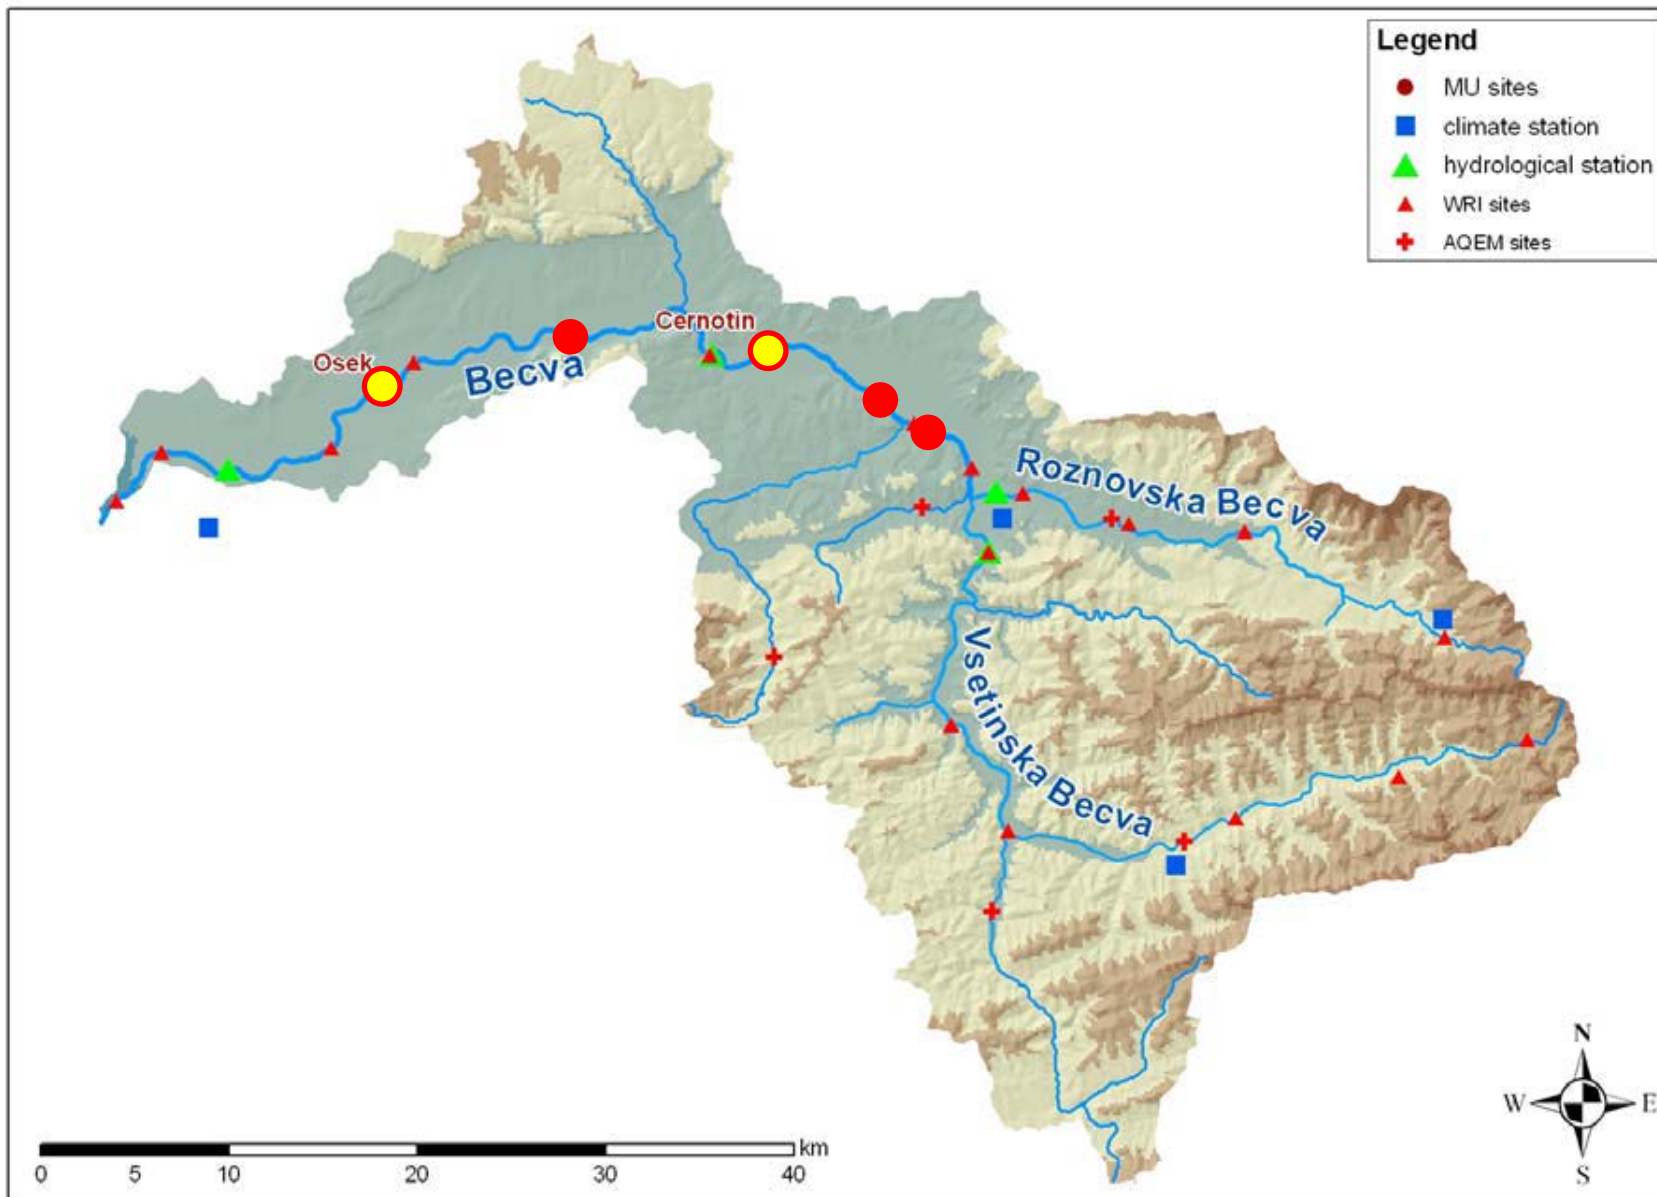 Legend
MU sites
climate station
hydrological station
WRI sites
AQEM sites
Cernotin
Osek
Becva
Roznovska Becva
Vsetinska Becva
N
W E
S
km
0 10 20 30 40